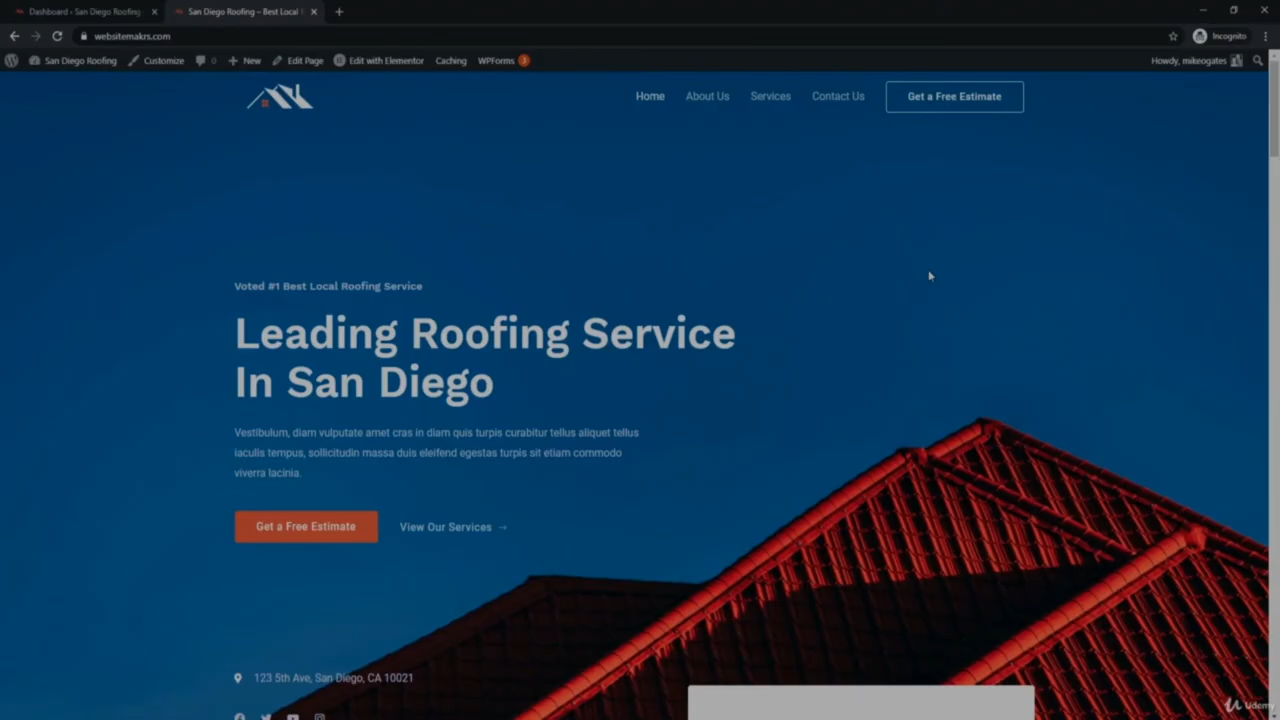 Dashboard ‹ San Diego Roofing
San Diego Roofing – Best Local
websitemakrs.com
Incognito
San Diego Roofing
Customize
0
New
Edit Page
Edit with Elementor
Caching
WPForms
3
Howdy, mikeogates
Home
About Us
Services
Contact Us
Get a Free Estimate
Voted #1 Best Local Roofing Service
Leading Roofing Service
In San Diego
Vestibulum, diam vulputate amet cras in diam quis turpis curabitur tellus aliquet tellus
iaculis tempus, sollicitudin massa duis eleifend egestas turpis sit etiam commodo
viverra lacinia.
Get a Free Estimate
View Our Services →
123 5th Ave, San Diego, CA 10021
Udemy